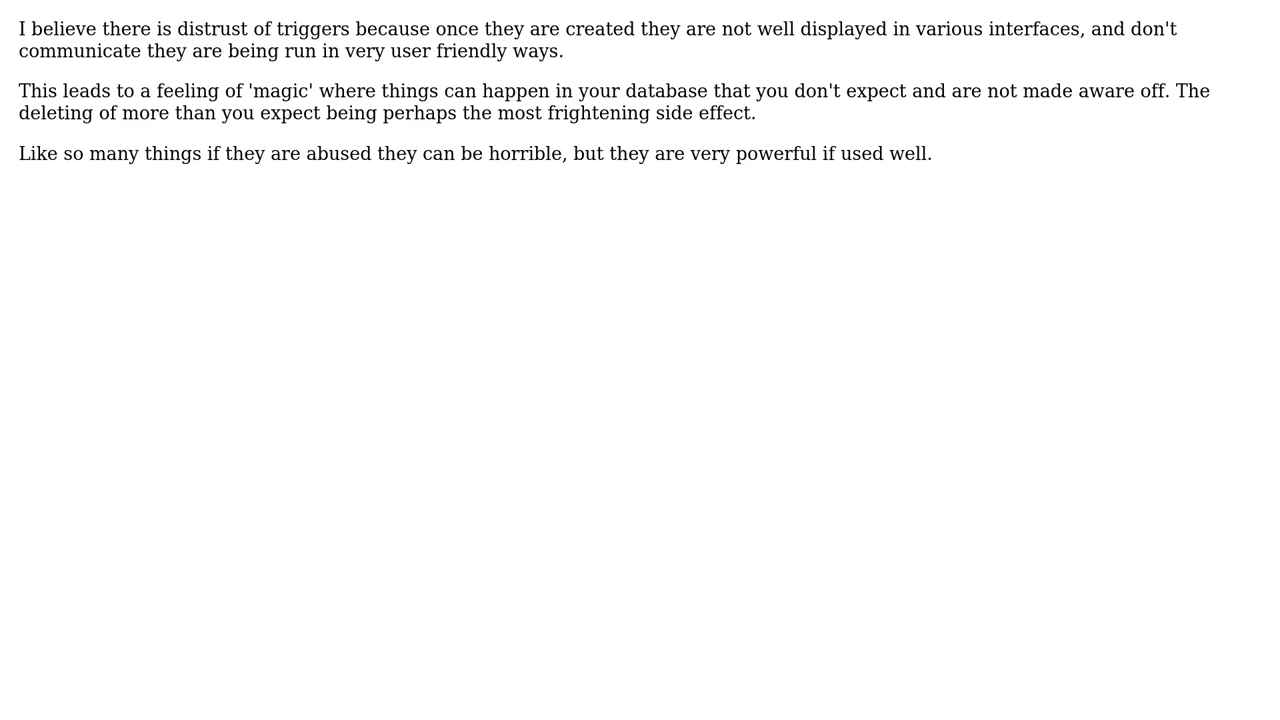 I believe there is distrust of triggers because once they are created they are not well displayed in various interfaces, and don't
communicate they are being run in very user friendly ways.
This leads to a feeling of 'magic' where things can happen in your database that you don't expect and are not made aware off. The
deleting of more than you expect being perhaps the most frightening side effect.
Like so many things if they are abused they can be horrible, but they are very powerful if used well.